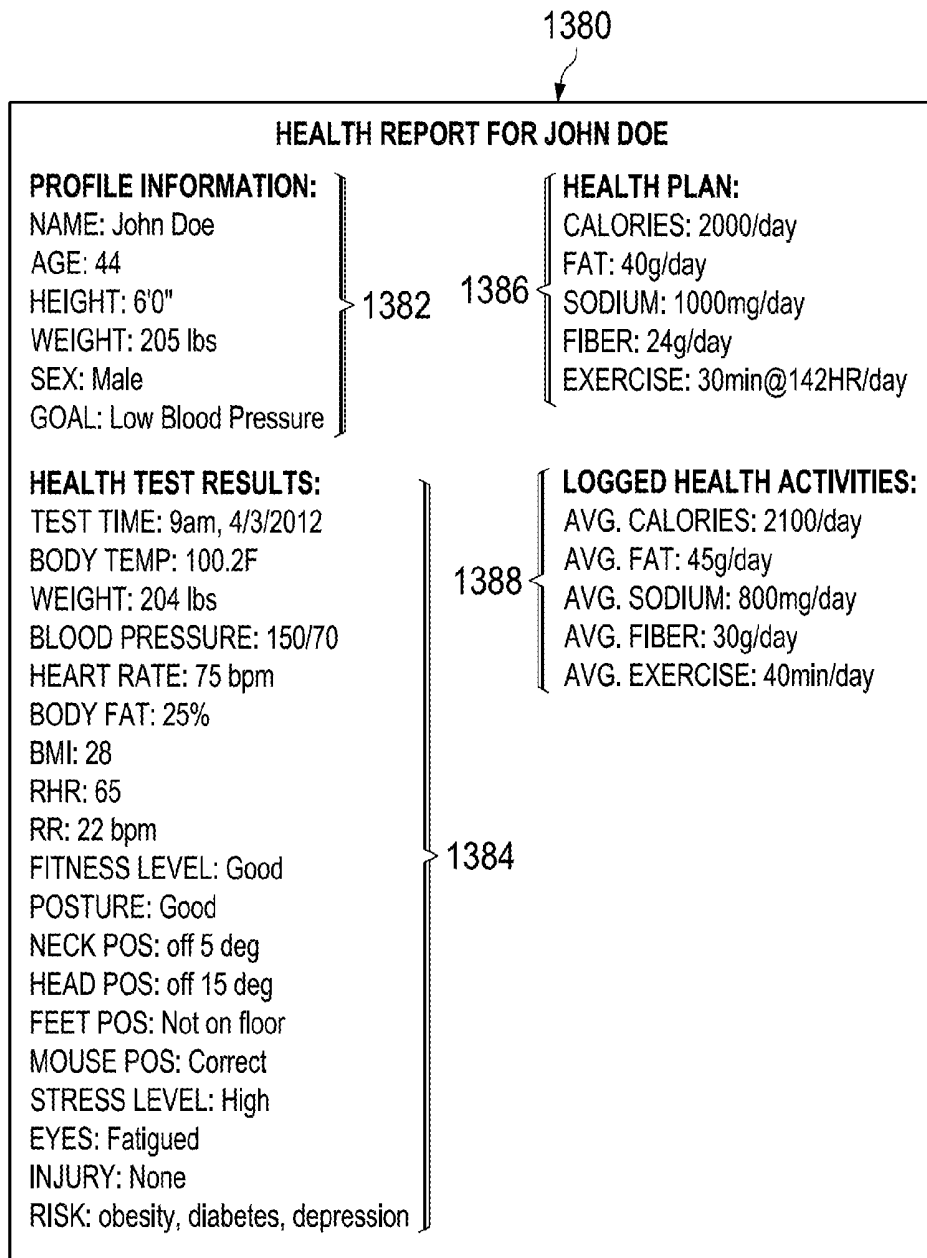 1380
HEALTH REPORT FOR JOHN DOE
PROFILE INFORMATION:
NAME: John Doe
AGE: 44
HEIGHT: 6'0"
WEIGHT: 205 lbs
SEX: Male
GOAL: Low Blood Pressure
1382
1386
HEALTH PLAN:
CALORIES: 2000/day
FAT: 40g/day
SODIUM: 1000mg/day
FIBER: 24g/day
EXERCISE: 30min@142HR/day
HEALTH TEST RESULTS:
TEST TIME: 9am, 4/3/2012
BODY TEMP: 100.2F
WEIGHT: 204 lbs
BLOOD PRESSURE: 150/70
HEART RATE: 75 bpm
BODY FAT: 25%
BMI: 28
RHR: 65
RR: 22 bpm
FITNESS LEVEL: Good
POSTURE: Good
NECK POS: off 5 deg
HEAD POS: off 15 deg
FEET POS: Not on floor
MOUSE POS: Correct
STRESS LEVEL: High
EYES: Fatigued
INJURY: None
RISK: obesity, diabetes, depression
1384
1388
LOGGED HEALTH ACTIVITIES:
AVG. CALORIES: 2100/day
AVG. FAT: 45g/day
AVG. SODIUM: 800mg/day
AVG. FIBER: 30g/day
AVG. EXERCISE: 40min/day